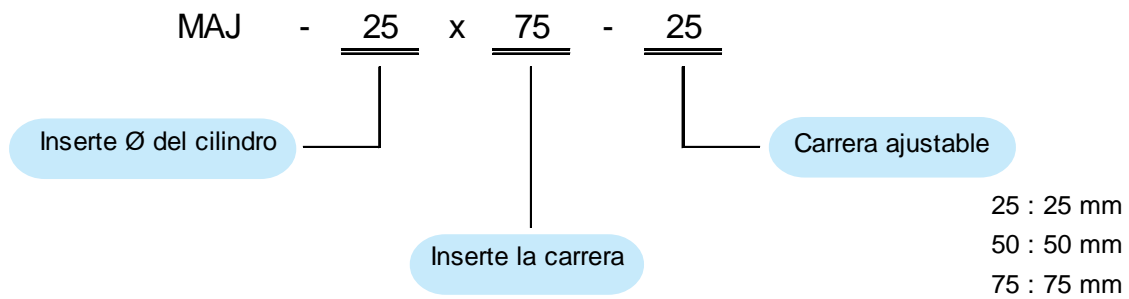 MAJ - 25 x 75 - 25
Inserte Ø del cilindro
Carrera ajustable
25 : 25 mm
50 : 50 mm
75 : 75 mm
Inserte la carrera